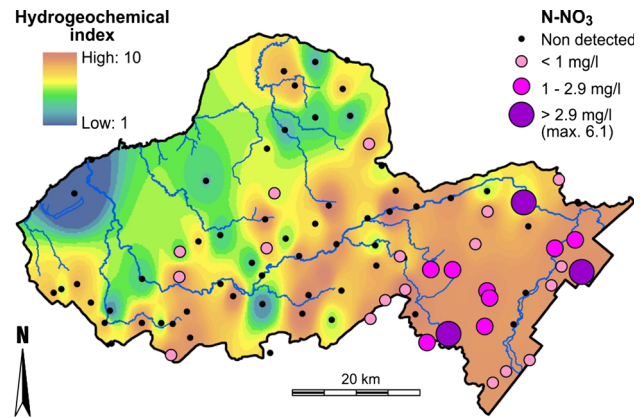 Hydrogeochemical
index
High: 10
Low: 1
N-NO₃
Non detected
< 1 mg/l
1 - 2.9 mg/l
> 2.9 mg/l
(max. 6.1)
N
20 km